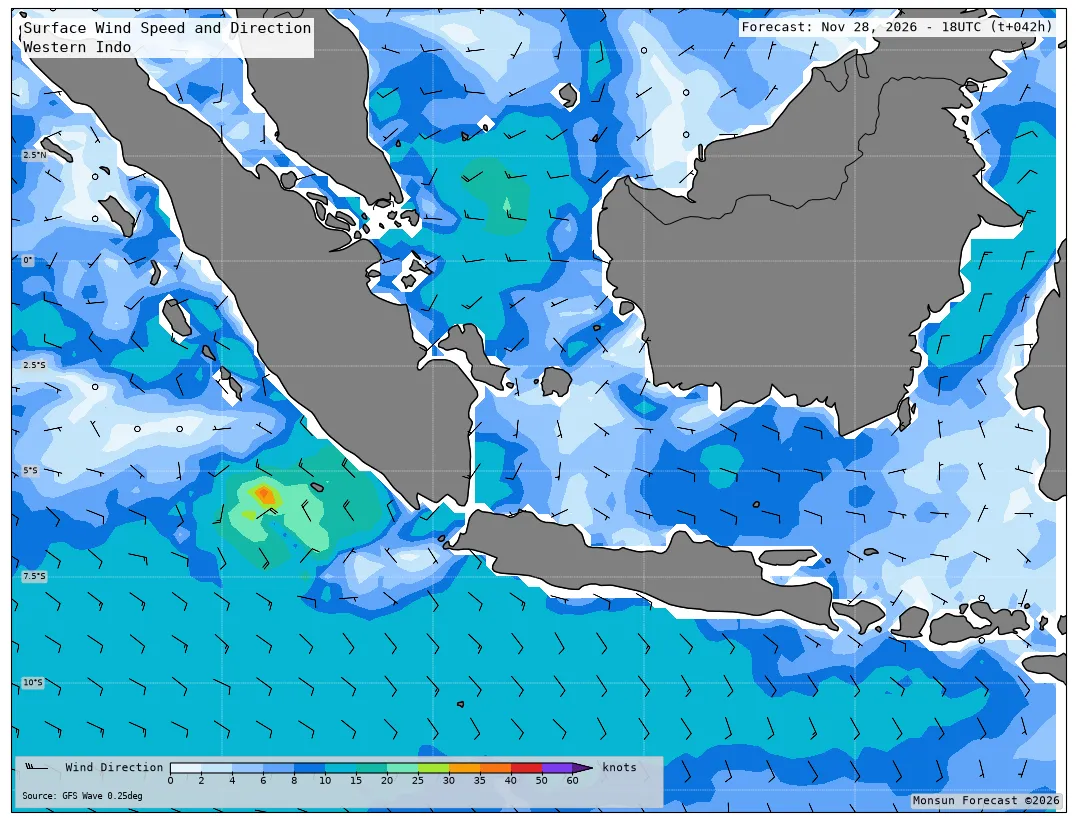 Surface Wind Speed and Direction
Western Indo
Forecast: Nov 28, 2026 - 18UTC (t+042h)
2.5°N
0°
2.5°S
5°S
7.5°S
10°S
Wind Direction
0 2 4 6 8 10 15 20 25 30 35 40 50 60
knots
Source: GFS Wave 0.25deg
Monsun Forecast ©2026